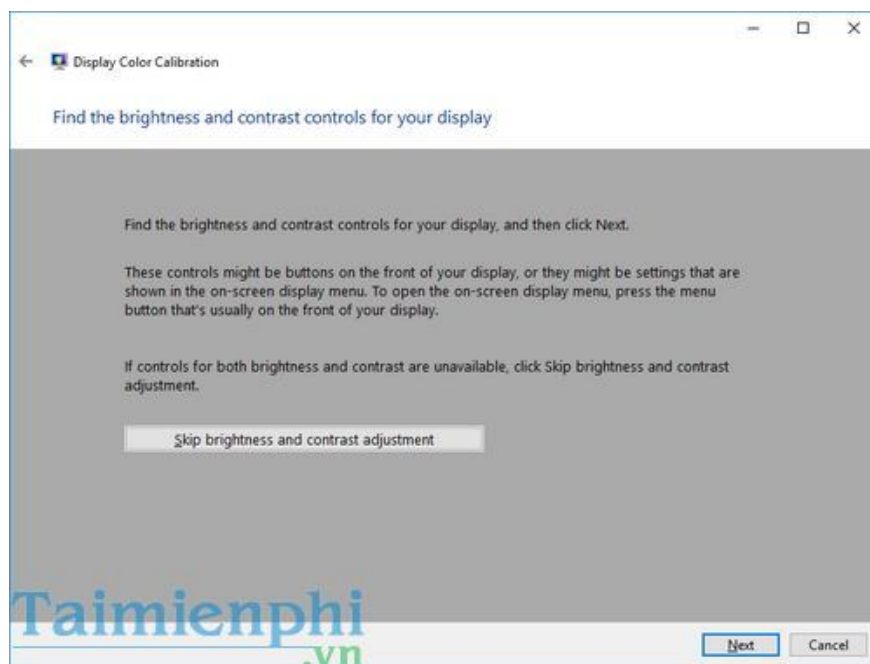 Display Color Calibration
Find the brightness and contrast controls for your display
Find the brightness and contrast controls for your display, and then click Next.
These controls might be buttons on the front of your display, or they might be settings that are
shown in the on-screen display menu. To open the on-screen display menu, press the menu
button that's usually on the front of your display.
If controls for both brightness and contrast are unavailable, click Skip brightness and contrast
adjustment.
Skip brightness and contrast adjustment
Taimienphi
.vn
Next Cancel